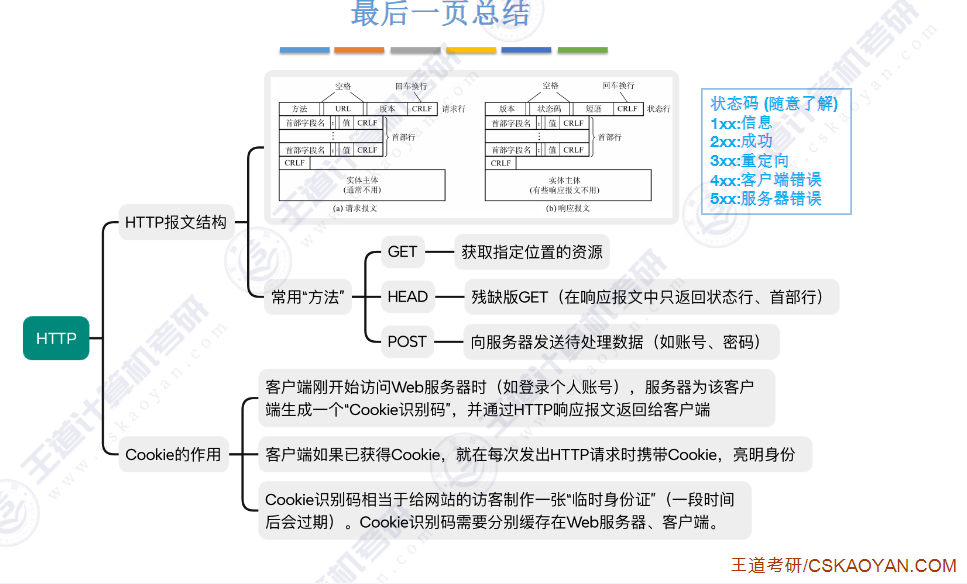 最后一页总结
空格
回车换行
方法 URL 版本 CRLF 请求行
首部字段名 : 值 CRLF
⋮
首部行
首部字段名 : 值 CRLF
CRLF
实体主体
(通常不用)
(a) 请求报文
空格
回车换行
版本 状态码 短语 CRLF 状态行
首部字段名 : 值 CRLF
⋮
首部行
首部字段名 : 值 CRLF
CRLF
实体主体
(有些响应报文不用)
(b) 响应报文
状态码 (随意了解)
1xx:信息
2xx:成功
3xx:重定向
4xx:客户端错误
5xx:服务器错误
HTTP
HTTP报文结构
常用“方法”
GET
获取指定位置的资源
HEAD
残缺版GET（在响应报文中只返回状态行、首部行）
POST
向服务器发送待处理数据（如账号、密码）
Cookie的作用
客户端刚开始访问Web服务器时（如登录个人账号），服务器为该客户
端生成一个“Cookie识别码”，并通过HTTP响应报文返回给客户端
客户端如果已获得Cookie，就在每次发出HTTP请求时携带Cookie，亮明身份
Cookie识别码相当于给网站的访客制作一张“临时身份证”（一段时间
后会过期）。Cookie识别码需要分别缓存在Web服务器、客户端。
王道考研/CSKAOYAN.COM
王道计算机考研
www.cskaoyan.com